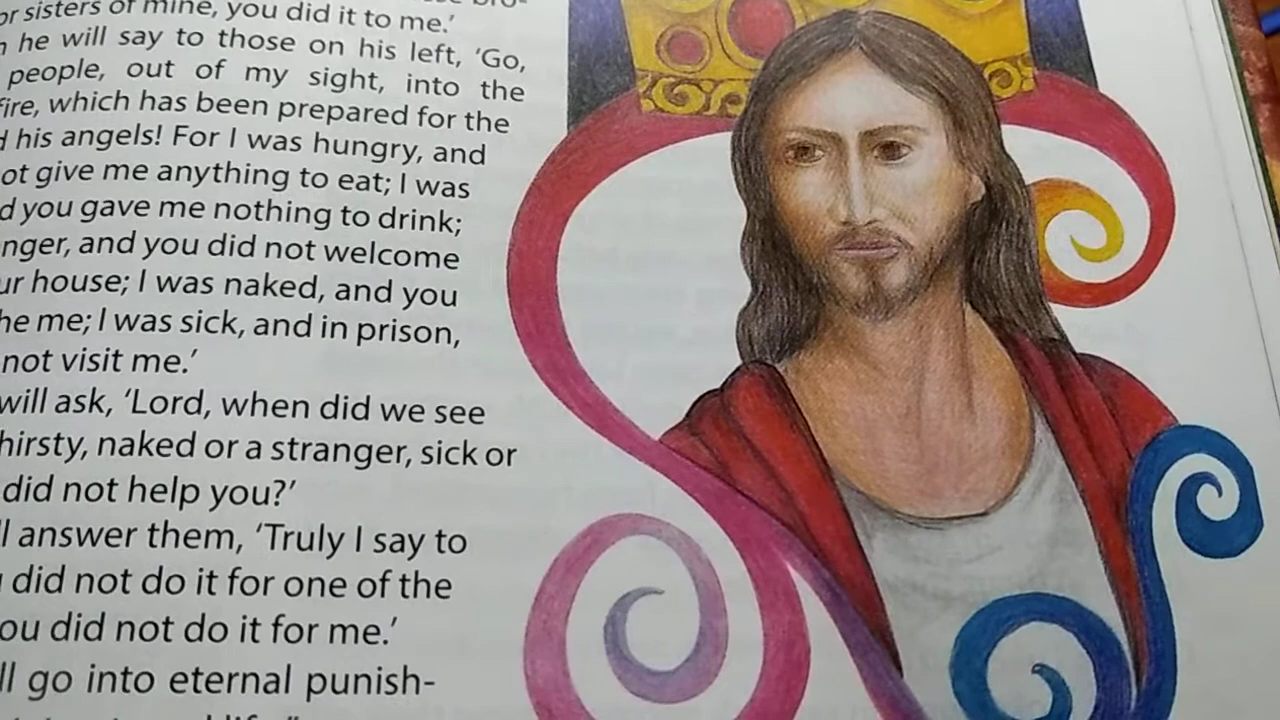 or sisters of mine, you did it to me.'
he will say to those on his left, 'Go,
people, out of my sight, into the
fire, which has been prepared for the
his angels! For I was hungry, and
ot give me anything to eat; I was
d you gave me nothing to drink;
nger, and you did not welcome
ur house; I was naked, and you
he me; I was sick, and in prison,
not visit me.'
will ask, 'Lord, when did we see
hirsty, naked or a stranger, sick or
did not help you?'
ll answer them, 'Truly I say to
did not do it for one of the
ou did not do it for me.'
ll go into eternal punish-